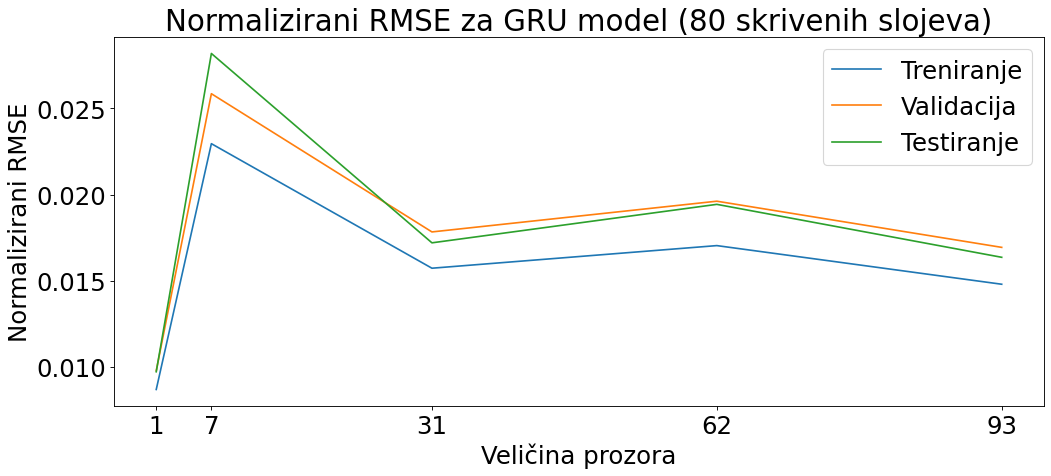 Normalizirani RMSE za GRU model (80 skrivenih slojeva)
Normalizirani RMSE
0.025
0.020
0.015
0.010
Treniranje
Validacija
Testiranje
1 7 31 62 93
Veličina prozora